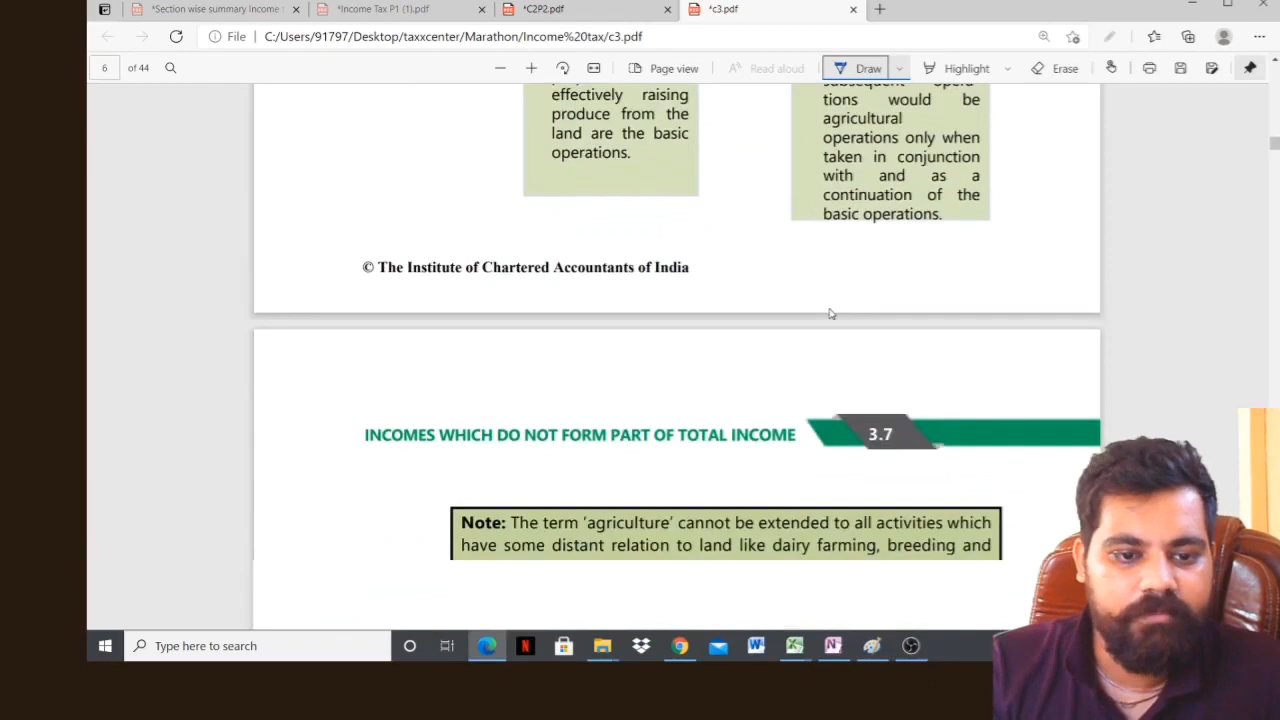 *Section wise summary Income
*Income Tax P1 (1).pdf
*C2P2.pdf
*c3.pdf
File
C:/Users/91797/Desktop/taxxcenter/Marathon/Income%20tax/c3.pdf
6 of 44
Page view
Read aloud
Draw
Highlight
Erase
effectively raising
produce from the
land are the basic
operations.
subsequent opera-
tions would be
agricultural
operations only when
taken in conjunction
with and as a
continuation of the
basic operations.
© The Institute of Chartered Accountants of India
INCOMES WHICH DO NOT FORM PART OF TOTAL INCOME
3.7
Note: The term 'agriculture' cannot be extended to all activities which
have some distant relation to land like dairy farming, breeding and
Type here to search